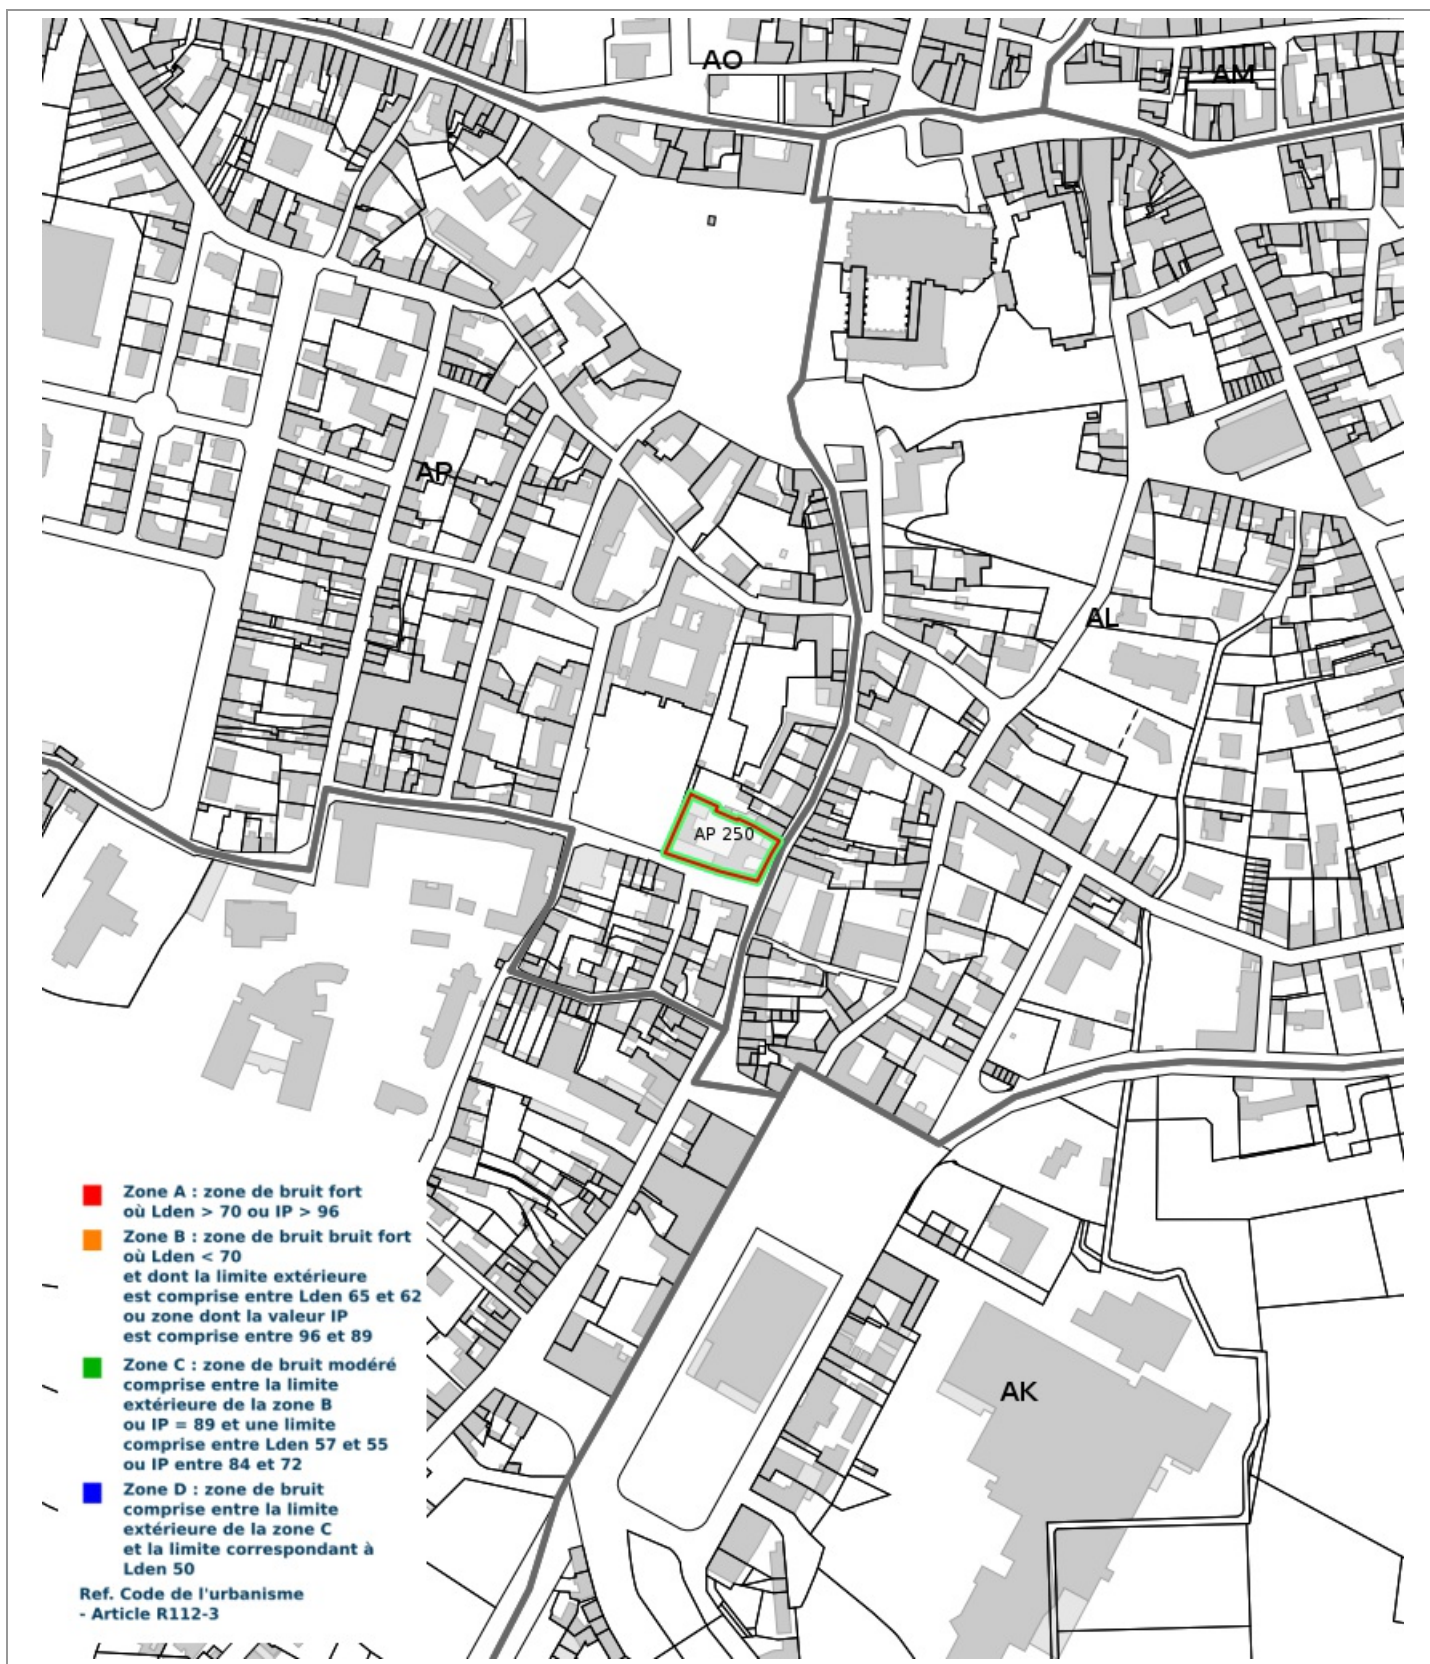 AO
AM
AP
AL
AP 250
AK
Zone A : zone de bruit fort
où Lden > 70 ou IP > 96
Zone B : zone de bruit bruit fort
où Lden < 70
et dont la limite extérieure
est comprise entre Lden 65 et 62
ou zone dont la valeur IP
est comprise entre 96 et 89
Zone C : zone de bruit modéré
comprise entre la limite
extérieure de la zone B
ou IP = 89 et une limite
comprise entre Lden 57 et 55
ou IP entre 84 et 72
Zone D : zone de bruit
comprise entre la limite
extérieure de la zone C
et la limite correspondant à
Lden 50
Ref. Code de l'urbanisme
- Article R112-3